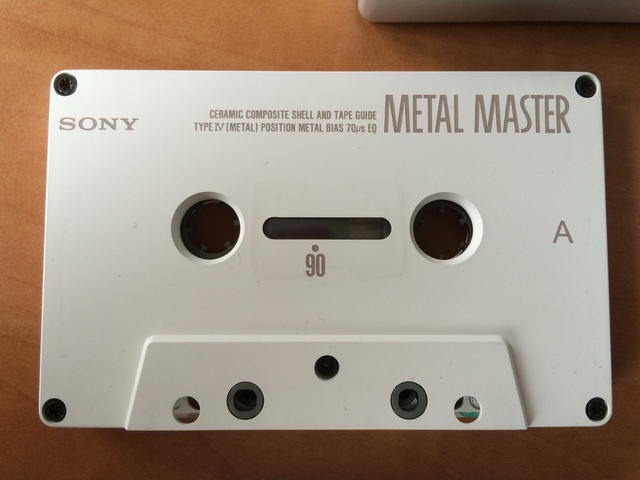 SONY
CERAMIC COMPOSITE SHELL AND TAPE GUIDE
TYPE IV (METAL) POSITION METAL BIAS 70µs EQ
METAL MASTER
A
90